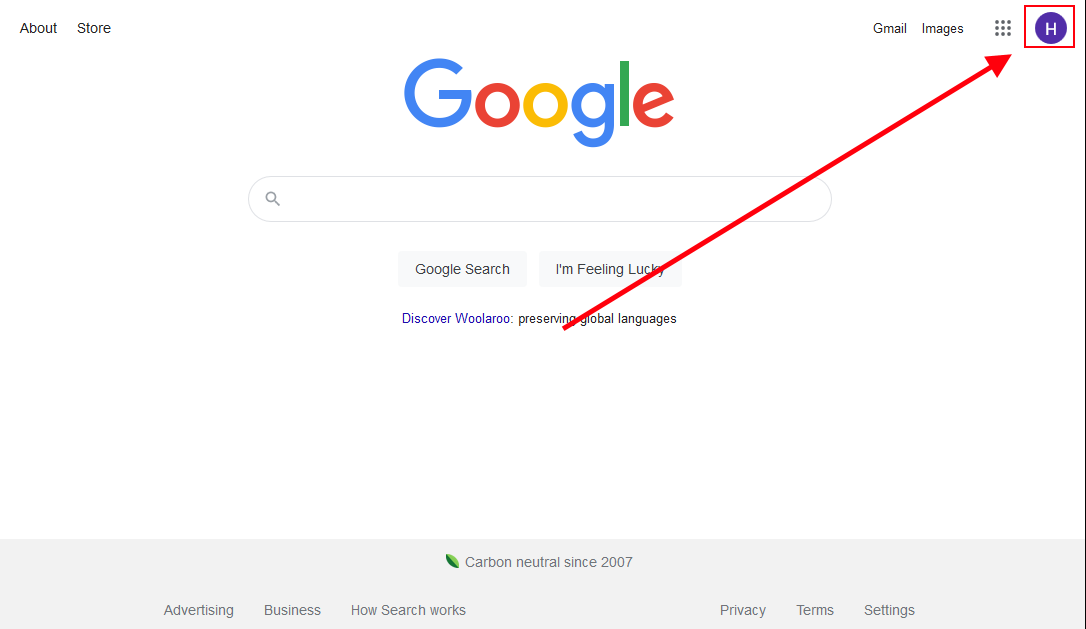 About Store
Gmail Images H
Google
Google Search I'm Feeling Lucky
Discover Woolaroo: preserving global languages
Carbon neutral since 2007
Advertising Business How Search works Privacy Terms Settings